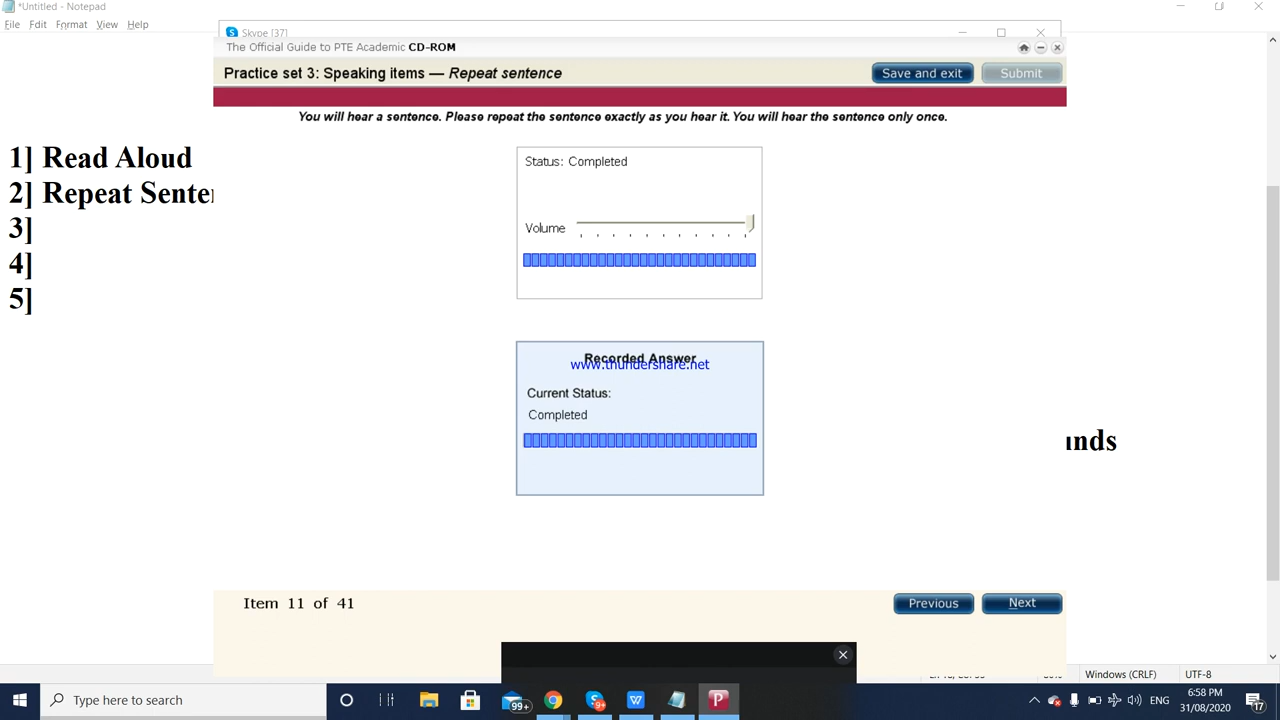 *Untitled - Notepad
File Edit Format View Help
Skype [37]
The Official Guide to PTE Academic CD-ROM
Practice set 3: Speaking items — Repeat sentence
Save and exit
Submit
You will hear a sentence. Please repeat the sentence exactly as you hear it. You will hear the sentence only once.
1] Read Aloud
2] Repeat Senten
3]
4]
5]
Status: Completed
Volume
Recorded Answer
www.thundershare.net
Current Status:
Completed
unds
Item 11 of 41
Previous
Next
Windows (CRLF)
UTF-8
Type here to search
99+
9+
ENG
6:58 PM
31/08/2020
17